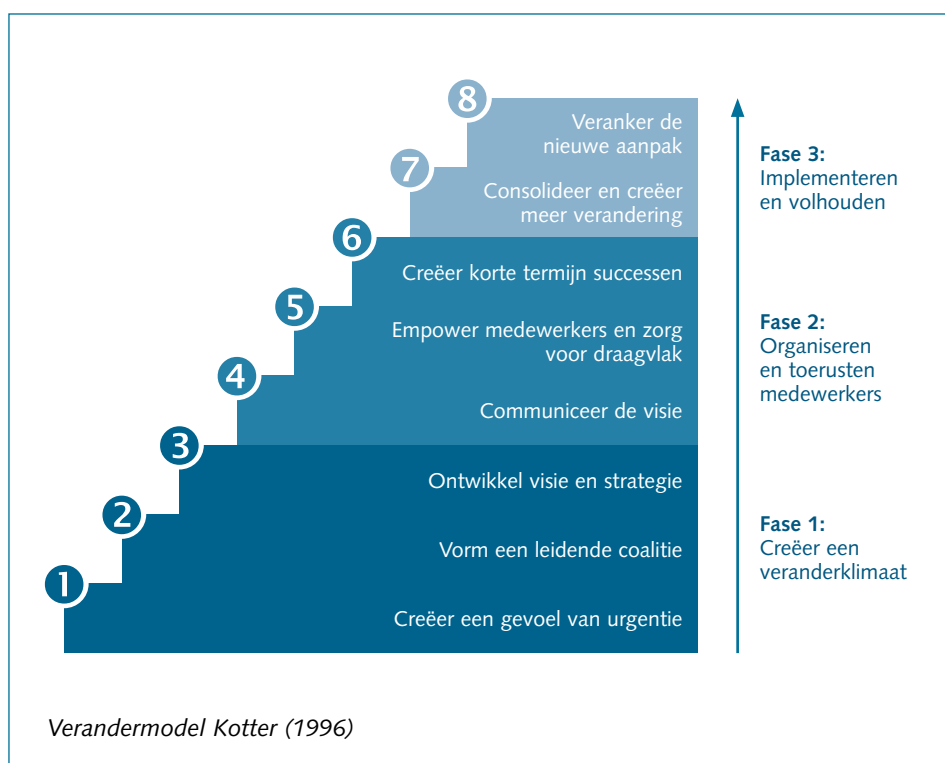 8
Veranker de
nieuwe aanpak
7
Consolideer en creëer
meer verandering
6
Creëer korte termijn successen
5
Empower medewerkers en zorg
voor draagvlak
4
Communiceer de visie
3
Ontwikkel visie en strategie
2
Vorm een leidende coalitie
1
Creëer een gevoel van urgentie
Fase 3:
Implementeren
en volhouden
Fase 2:
Organiseren
en toerusten
medewerkers
Fase 1:
Creëer een
veranderklimaat
Verandermodel Kotter (1996)